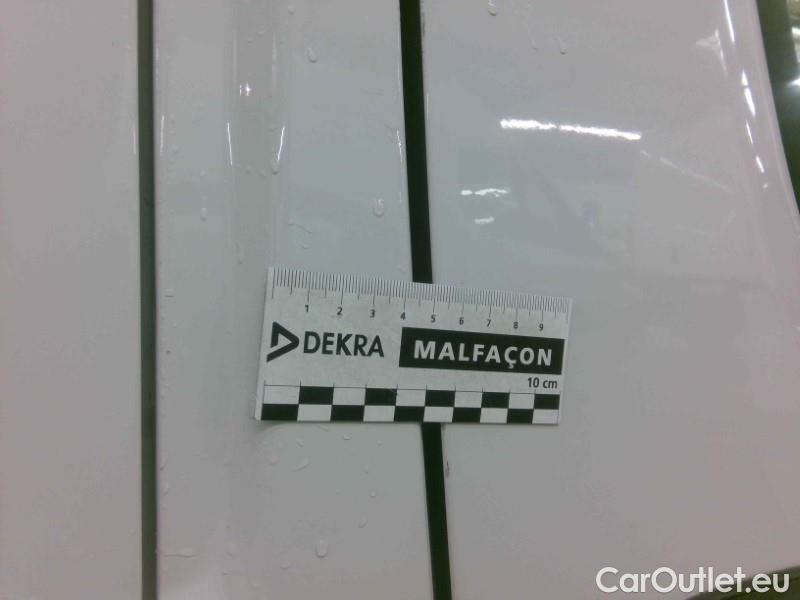 1 2 3 4 5 6 7 8 9
DEKRA MALFAÇON
10 cm
CarOutlet.eu